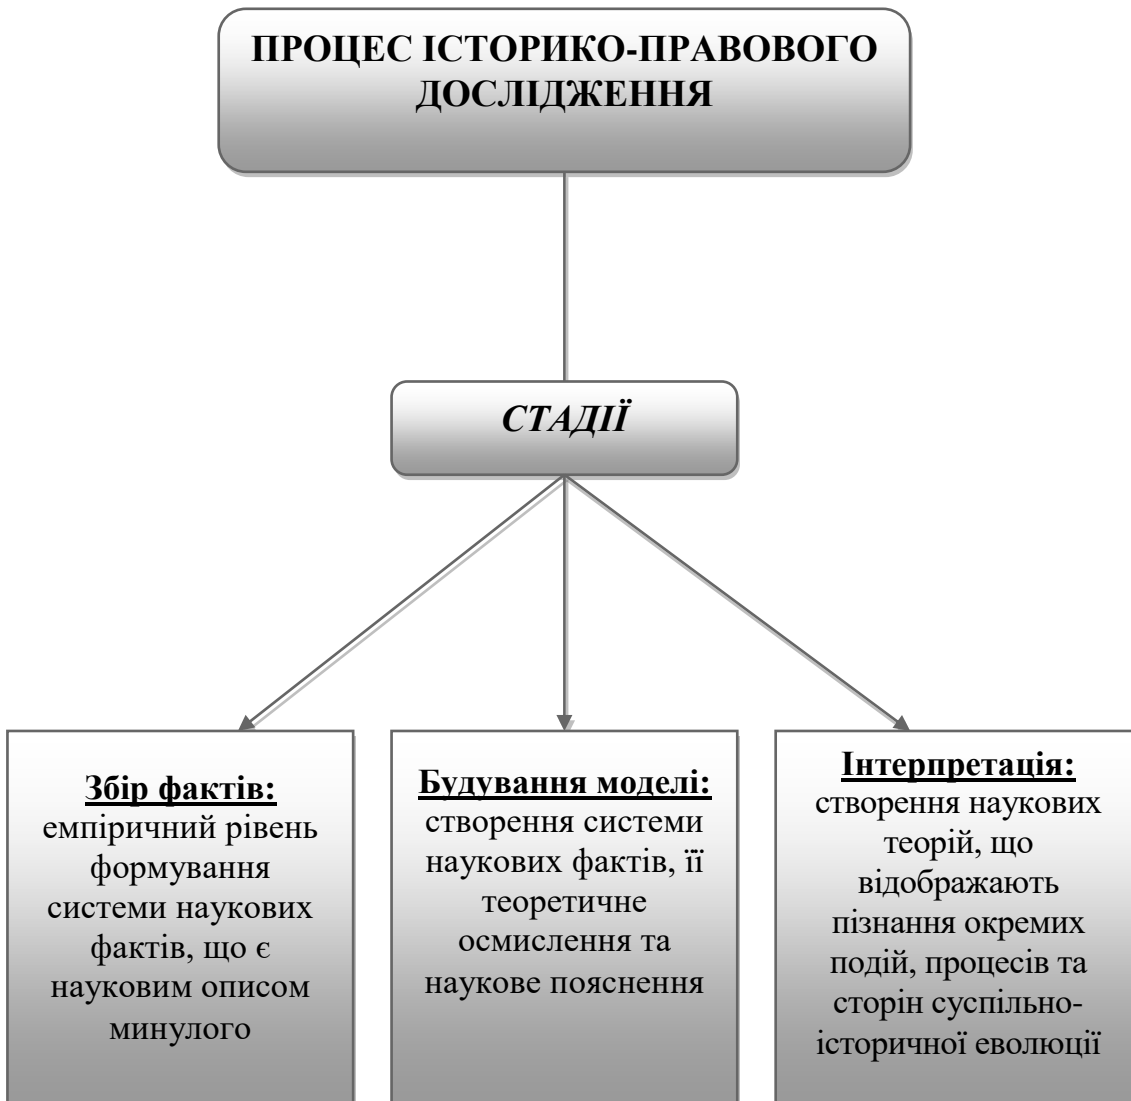 ПРОЦЕС ІСТОРИКО-ПРАВОВОГО
ДОСЛІДЖЕННЯ
СТАДІЇ
Збір фактів:
емпіричний рівень
формування
системи наукових
фактів, що є
науковим описом
минулого
Будування моделі:
створення системи
наукових фактів, її
теоретичне
осмислення та
наукове пояснення
Інтерпретація:
створення наукових
теорій, що
відображають
пізнання окремих
подій, процесів та
сторін суспільно-
історичної еволюції